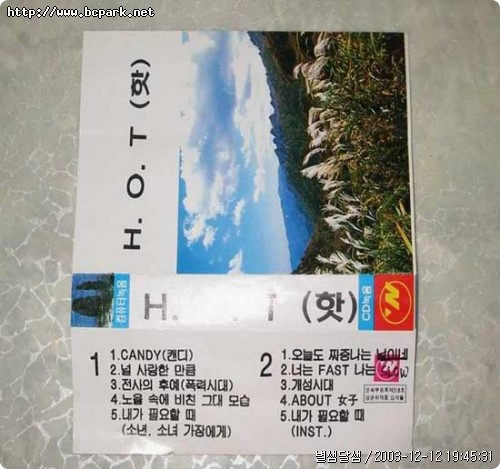 http://www.bcpark.net
H. O. T (핫)
컴퓨터녹음
H. O. T (핫)
CD녹음
1
1.CANDY(캔디)
2.널 사랑한 만큼
3.전사의 후예(폭력시대)
4.노을 속에 비친 그대 모습
5.내가 필요할 때
(소년, 소녀 가장에게)
2
1.오늘도 짜증나는 날이네
2.너는 FAST 나는
3.개성시대
4.ABOUT 女子
5.내가 필요할 때
(INST.)
2003-12-12 19:45:31